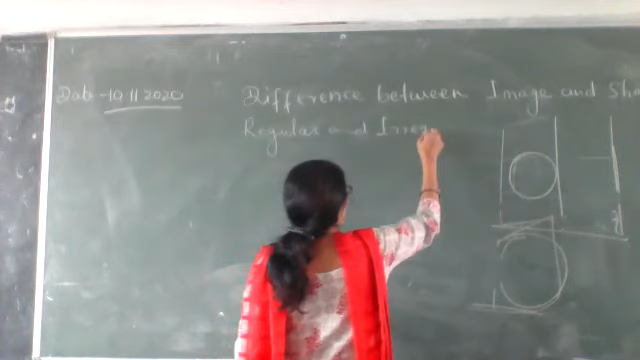 Date - 10.11.2020
Difference between Image and Sha
Regular and Irreg